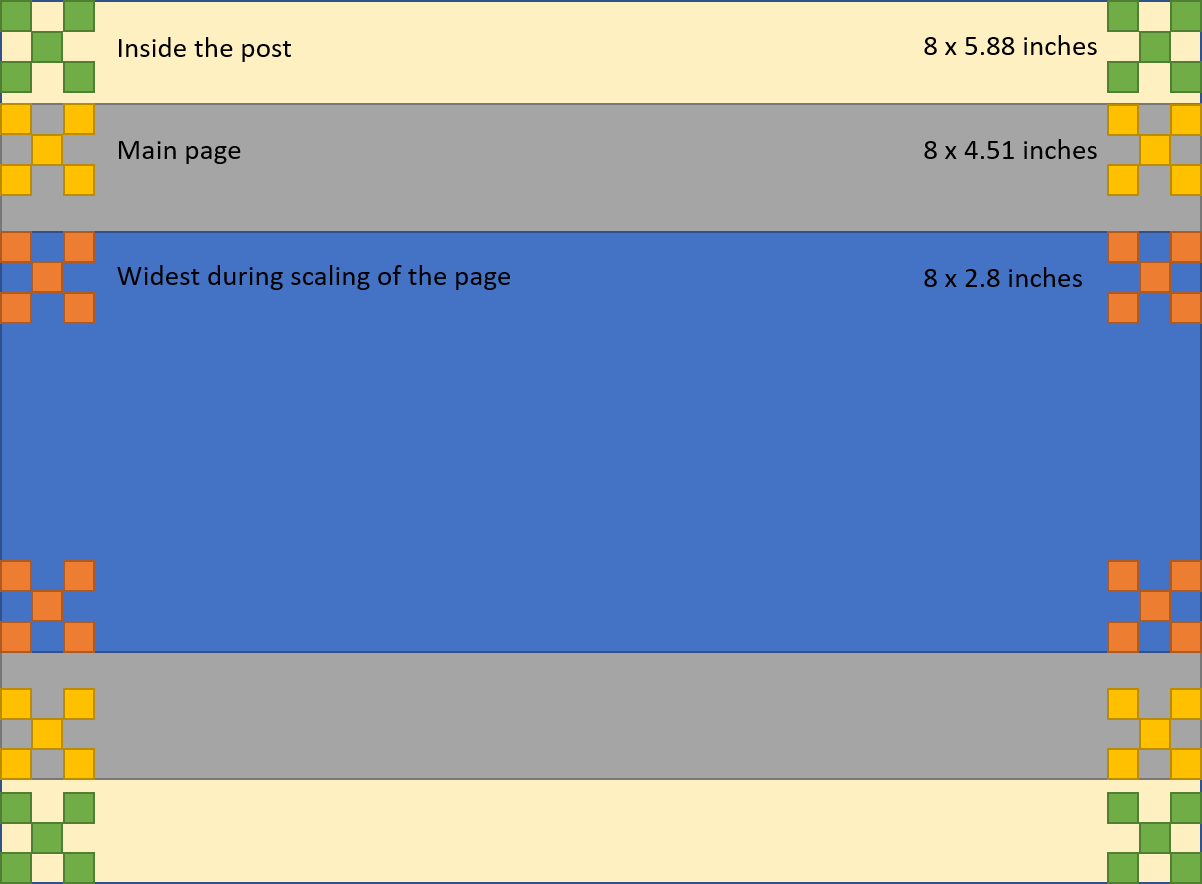 Inside the post 8 x 5.88 inches
Main page 8 x 4.51 inches
Widest during scaling of the page 8 x 2.8 inches